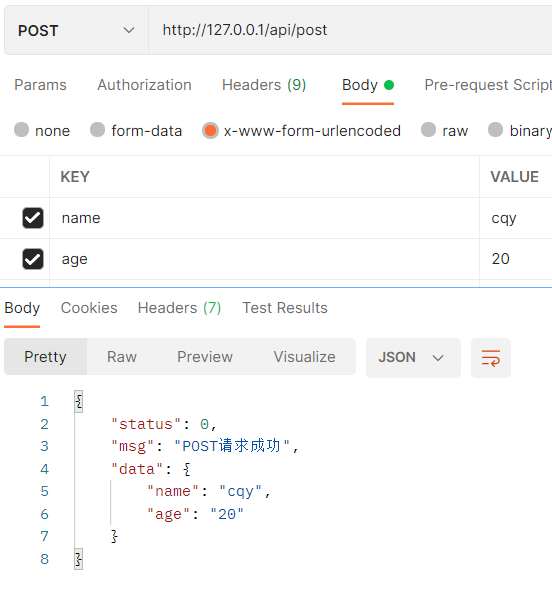 POST http://127.0.0.1/api/post
Params Authorization Headers (9) Body Pre-request Script
none form-data x-www-form-urlencoded raw binary
KEY VALUE
name cqy
age 20
Body Cookies Headers (7) Test Results
Pretty Raw Preview Visualize JSON
1 {
2 "status": 0,
3 "msg": "POST请求成功",
4 "data": {
5 "name": "cqy",
6 "age": "20"
7 }
8 }